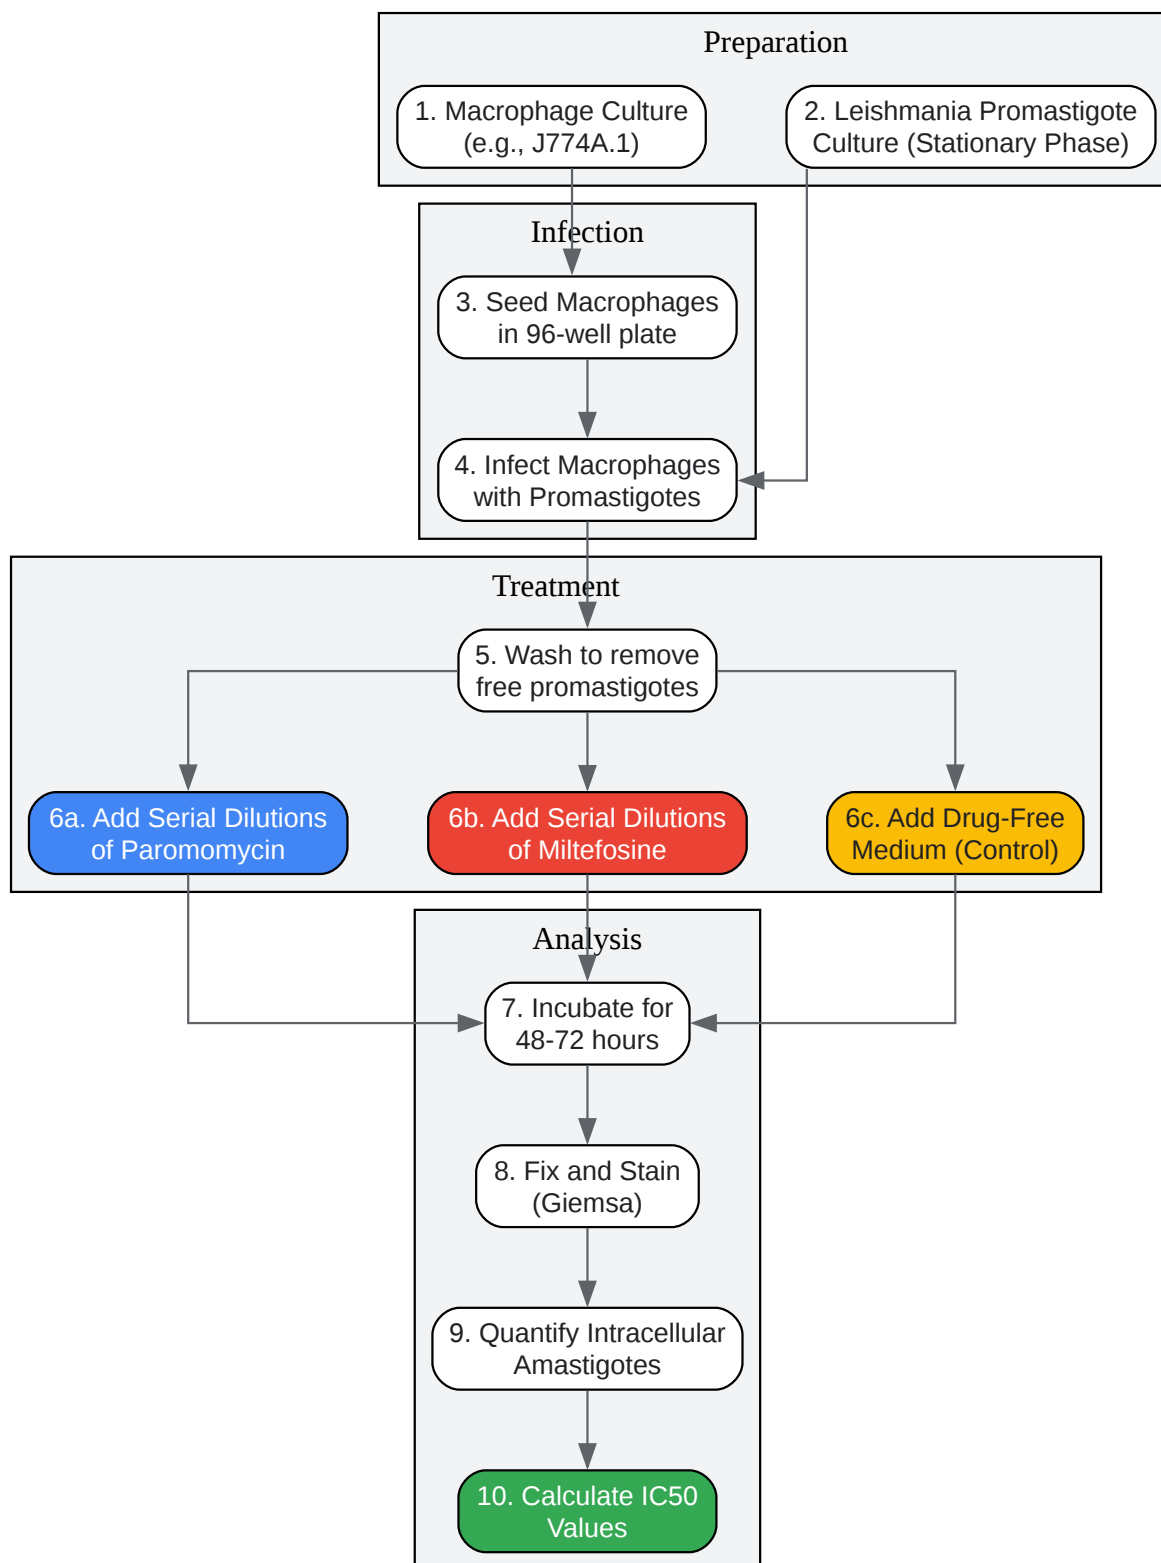 Preparation
1. Macrophage Culture
(e.g., J774A.1)
2. Leishmania Promastigote
Culture (Stationary Phase)
Infection
3. Seed Macrophages
in 96-well plate
4. Infect Macrophages
with Promastigotes
Treatment
5. Wash to remove
free promastigotes
6a. Add Serial Dilutions
of Paromomycin
6b. Add Serial Dilutions
of Miltefosine
6c. Add Drug-Free
Medium (Control)
Analysis
7. Incubate for
48-72 hours
8. Fix and Stain
(Giemsa)
9. Quantify Intracellular
Amastigotes
10. Calculate IC50
Values